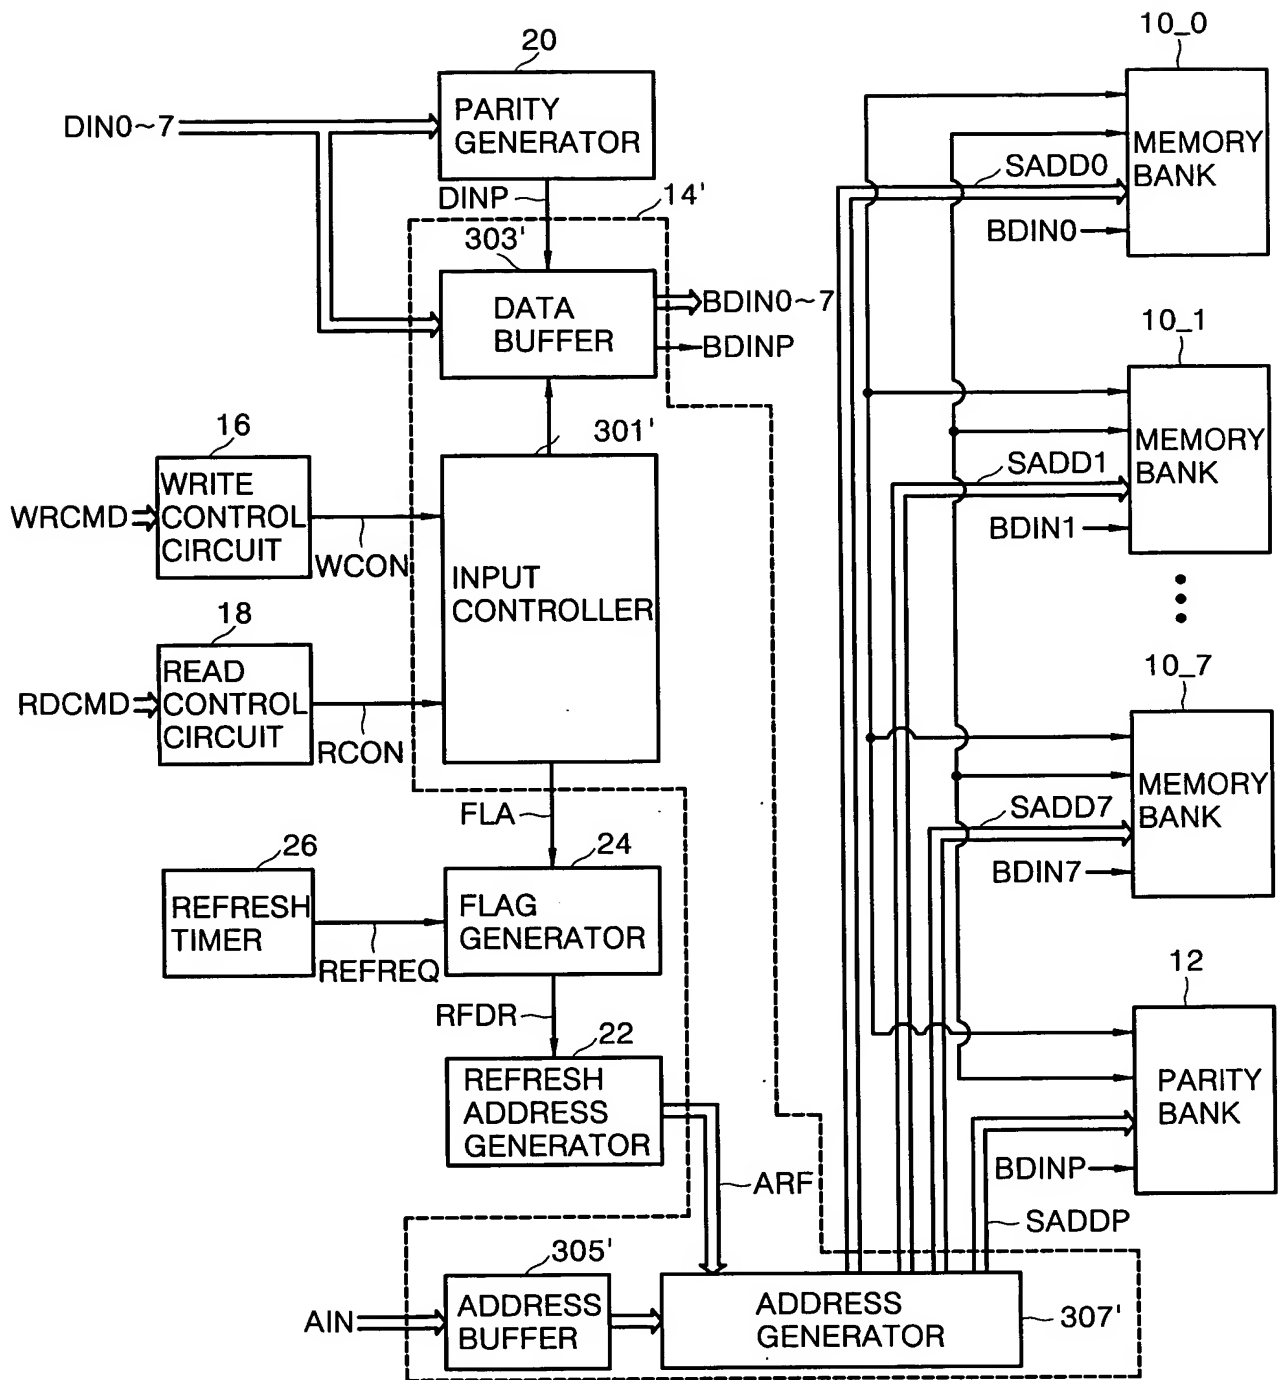 20
PARITY
GENERATOR
DIN0~7
DINP
14'
303'
DATA
BUFFER
BDIN0~7
BDINP
301'
16
WRITE
CONTROL
CIRCUIT
WRCMD
WCON
INPUT
CONTROLLER
18
READ
CONTROL
CIRCUIT
RDCMD
RCON
FLA
26
REFRESH
TIMER
REFREQ
24
FLAG
GENERATOR
RFDR
22
REFRESH
ADDRESS
GENERATOR
ARF
305'
AIN
ADDRESS
BUFFER
ADDRESS
GENERATOR
307'
10_0
MEMORY
BANK
SADD0
BDIN0
10_1
MEMORY
BANK
SADD1
BDIN1
10_7
MEMORY
BANK
SADD7
BDIN7
12
PARITY
BANK
BDINP
SADDP